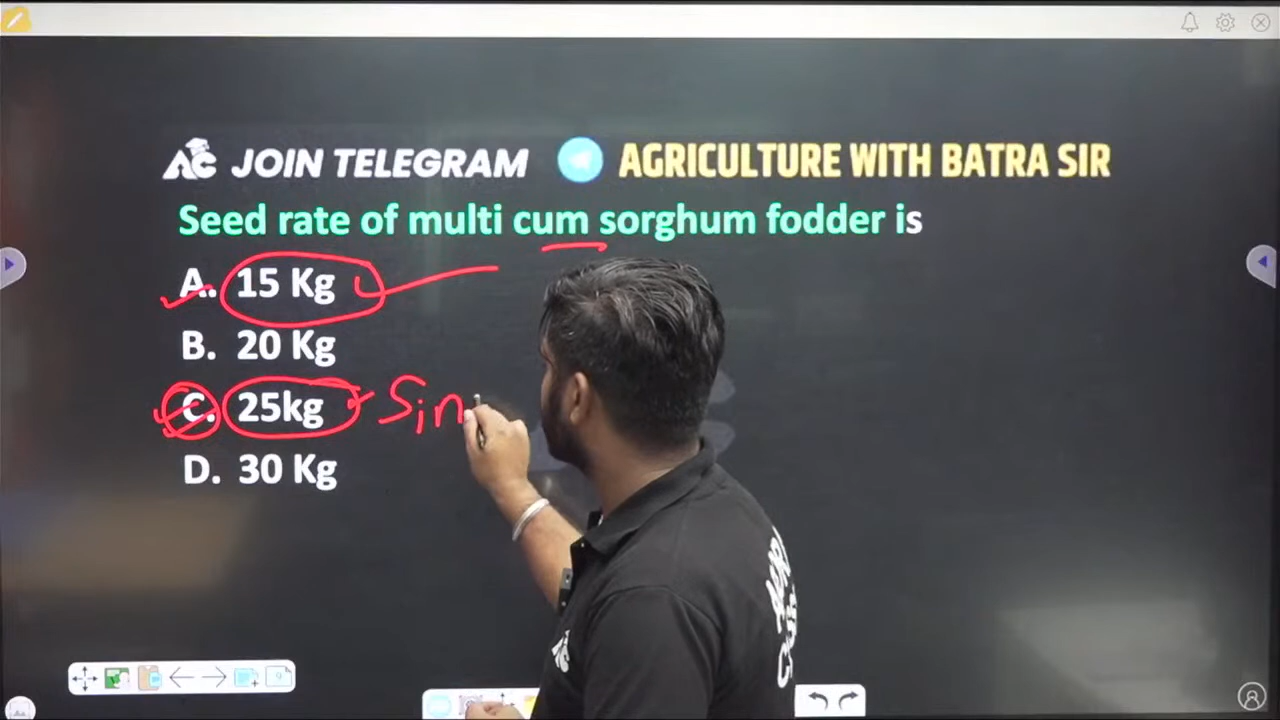 AC JOIN TELEGRAM AGRICULTURE WITH BATRA SIR
Seed rate of multi cum sorghum fodder is
A. 15 Kg
B. 20 Kg
C. 25kg Sin
D. 30 Kg